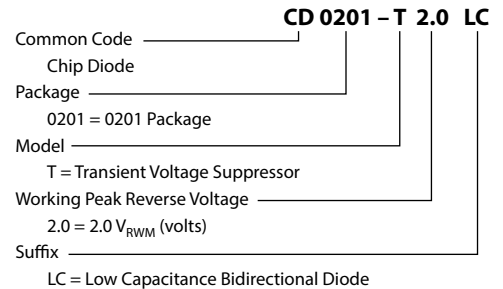 CD 0201 – T 2.0 LC
Common Code
Chip Diode
Package
0201 = 0201 Package
Model
T = Transient Voltage Suppressor
Working Peak Reverse Voltage
2.0 = 2.0 VRWM (volts)
Suffix
LC = Low Capacitance Bidirectional Diode